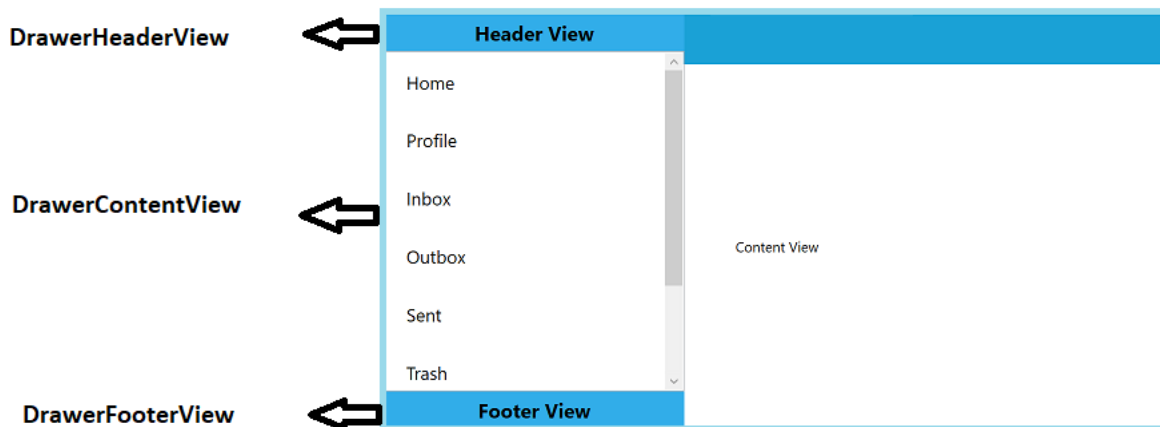 DrawerHeaderView
Header View
Home
Profile
DrawerContentView
Inbox
Content View
Outbox
Sent
Trash
DrawerFooterView
Footer View